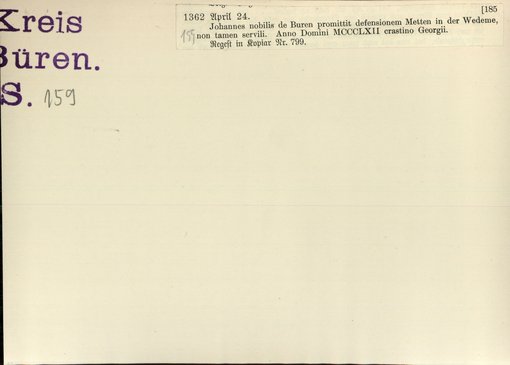 Kreis
Büren.
S. 159
[185
1362 April 24.
Johannes nobilis de Buren promittit defensionem Metten in der Wedeme,
159 non tamen servili. Anno Domini MCCCLXII crastino Georgii.
Regest in Kopiar Nr. 799.